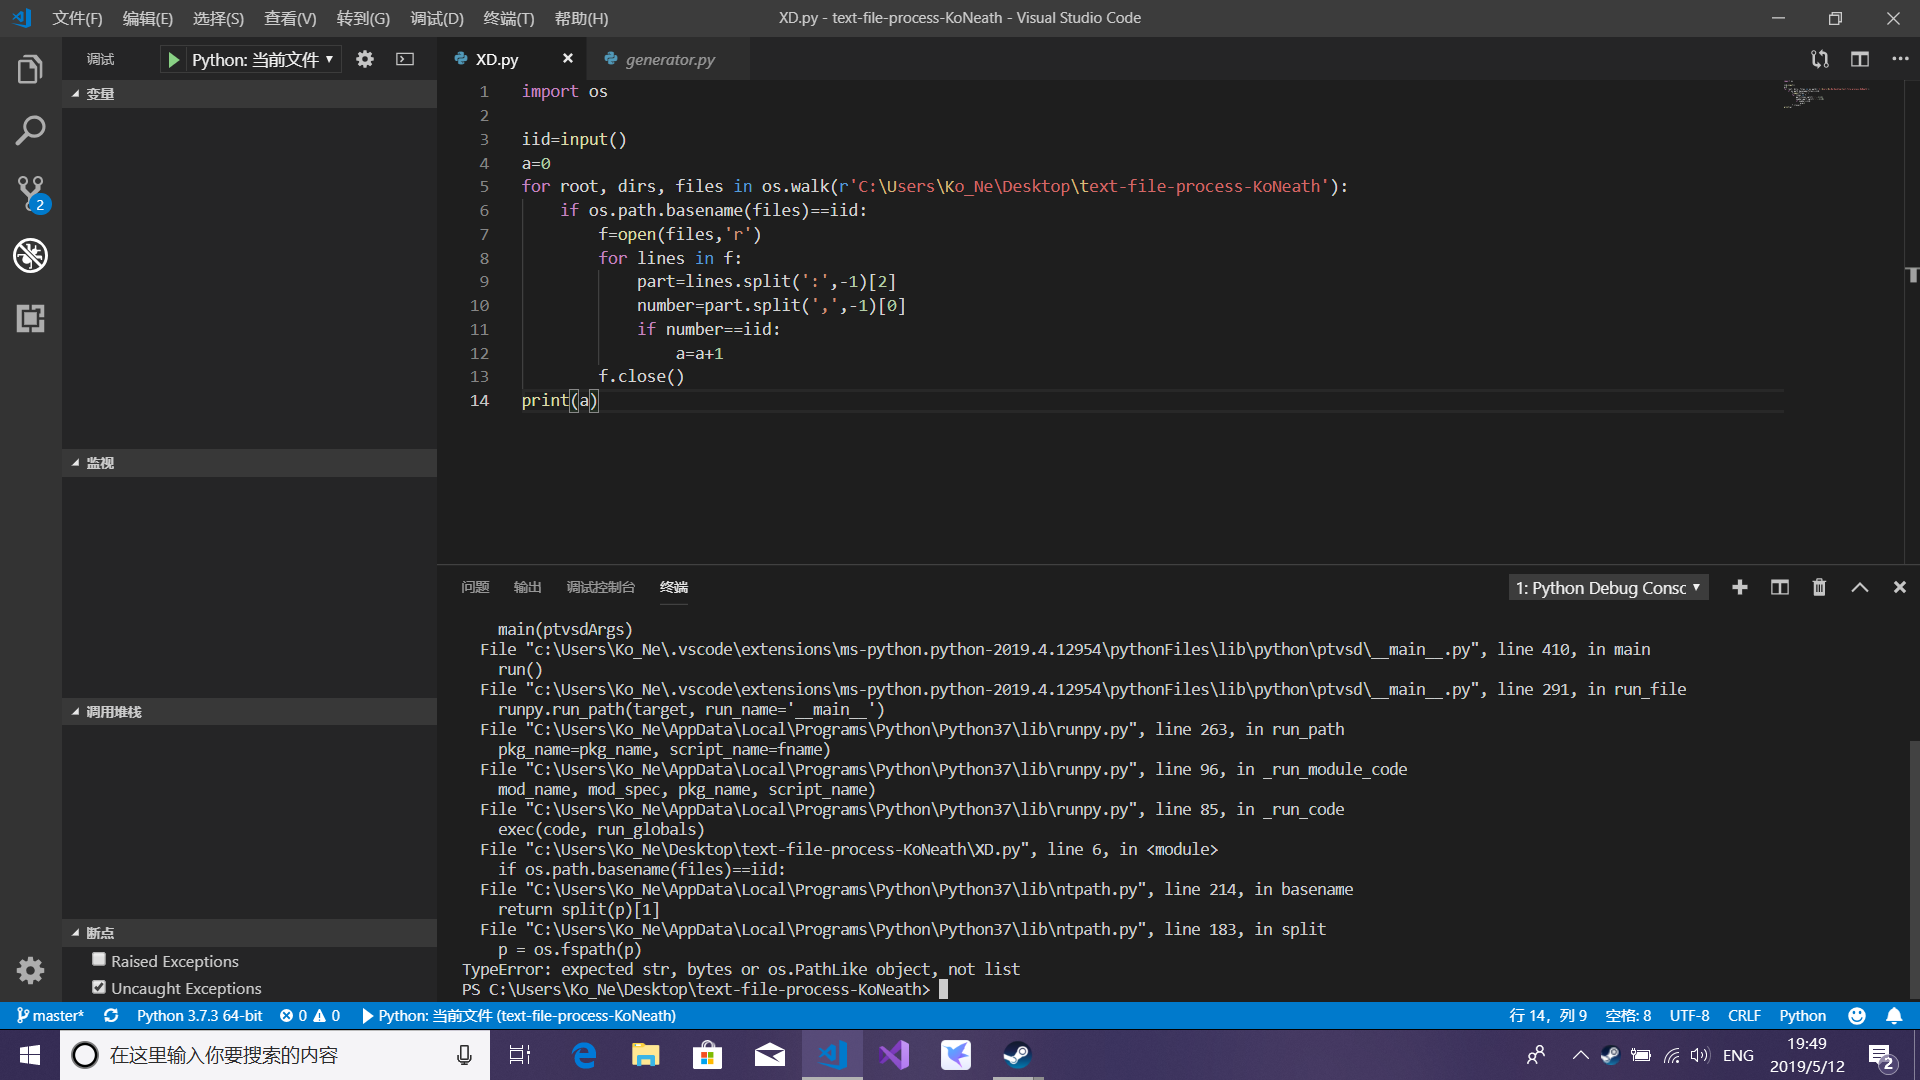 文件(F) 编辑(E) 选择(S) 查看(V) 转到(G) 调试(D) 终端(T) 帮助(H) XD.py - text-file-process-KoNeath - Visual Studio Code
调试 Python: 当前文件
XD.py generator.py
变量
监视
调用堆栈
断点
Raised Exceptions
Uncaught Exceptions
2
1 import os
2
3 iid=input()
4 a=0
5 for root, dirs, files in os.walk(r'C:\Users\Ko_Ne\Desktop\text-file-process-KoNeath'):
6 if os.path.basename(files)==iid:
7 f=open(files,'r')
8 for lines in f:
9 part=lines.split(':',-1)[2]
10 number=part.split(',',-1)[0]
11 if number==iid:
12 a=a+1
13 f.close()
14 print(a)
问题 输出 调试控制台 终端 1: Python Debug Consc
main(ptvsdArgs)
File "c:\Users\Ko_Ne\.vscode\extensions\ms-python.python-2019.4.12954\pythonFiles\lib\python\ptvsd\__main__.py", line 410, in main
run()
File "c:\Users\Ko_Ne\.vscode\extensions\ms-python.python-2019.4.12954\pythonFiles\lib\python\ptvsd\__main__.py", line 291, in run_file
runpy.run_path(target, run_name='__main__')
File "C:\Users\Ko_Ne\AppData\Local\Programs\Python\Python37\lib\runpy.py", line 263, in run_path
pkg_name=pkg_name, script_name=fname)
File "C:\Users\Ko_Ne\AppData\Local\Programs\Python\Python37\lib\runpy.py", line 96, in _run_module_code
mod_name, mod_spec, pkg_name, script_name)
File "C:\Users\Ko_Ne\AppData\Local\Programs\Python\Python37\lib\runpy.py", line 85, in _run_code
exec(code, run_globals)
File "c:\Users\Ko_Ne\Desktop\text-file-process-KoNeath\XD.py", line 6, in <module>
if os.path.basename(files)==iid:
File "C:\Users\Ko_Ne\AppData\Local\Programs\Python\Python37\lib\ntpath.py", line 214, in basename
return split(p)[1]
File "C:\Users\Ko_Ne\AppData\Local\Programs\Python\Python37\lib\ntpath.py", line 183, in split
p = os.fspath(p)
TypeError: expected str, bytes or os.PathLike object, not list
PS C:\Users\Ko_Ne\Desktop\text-file-process-KoNeath>
master* Python 3.7.3 64-bit 0 0 Python: 当前文件 (text-file-process-KoNeath) 行 14，列 9 空格: 8 UTF-8 CRLF Python
在这里输入你要搜索的内容 ENG 19:49
2019/5/12 2